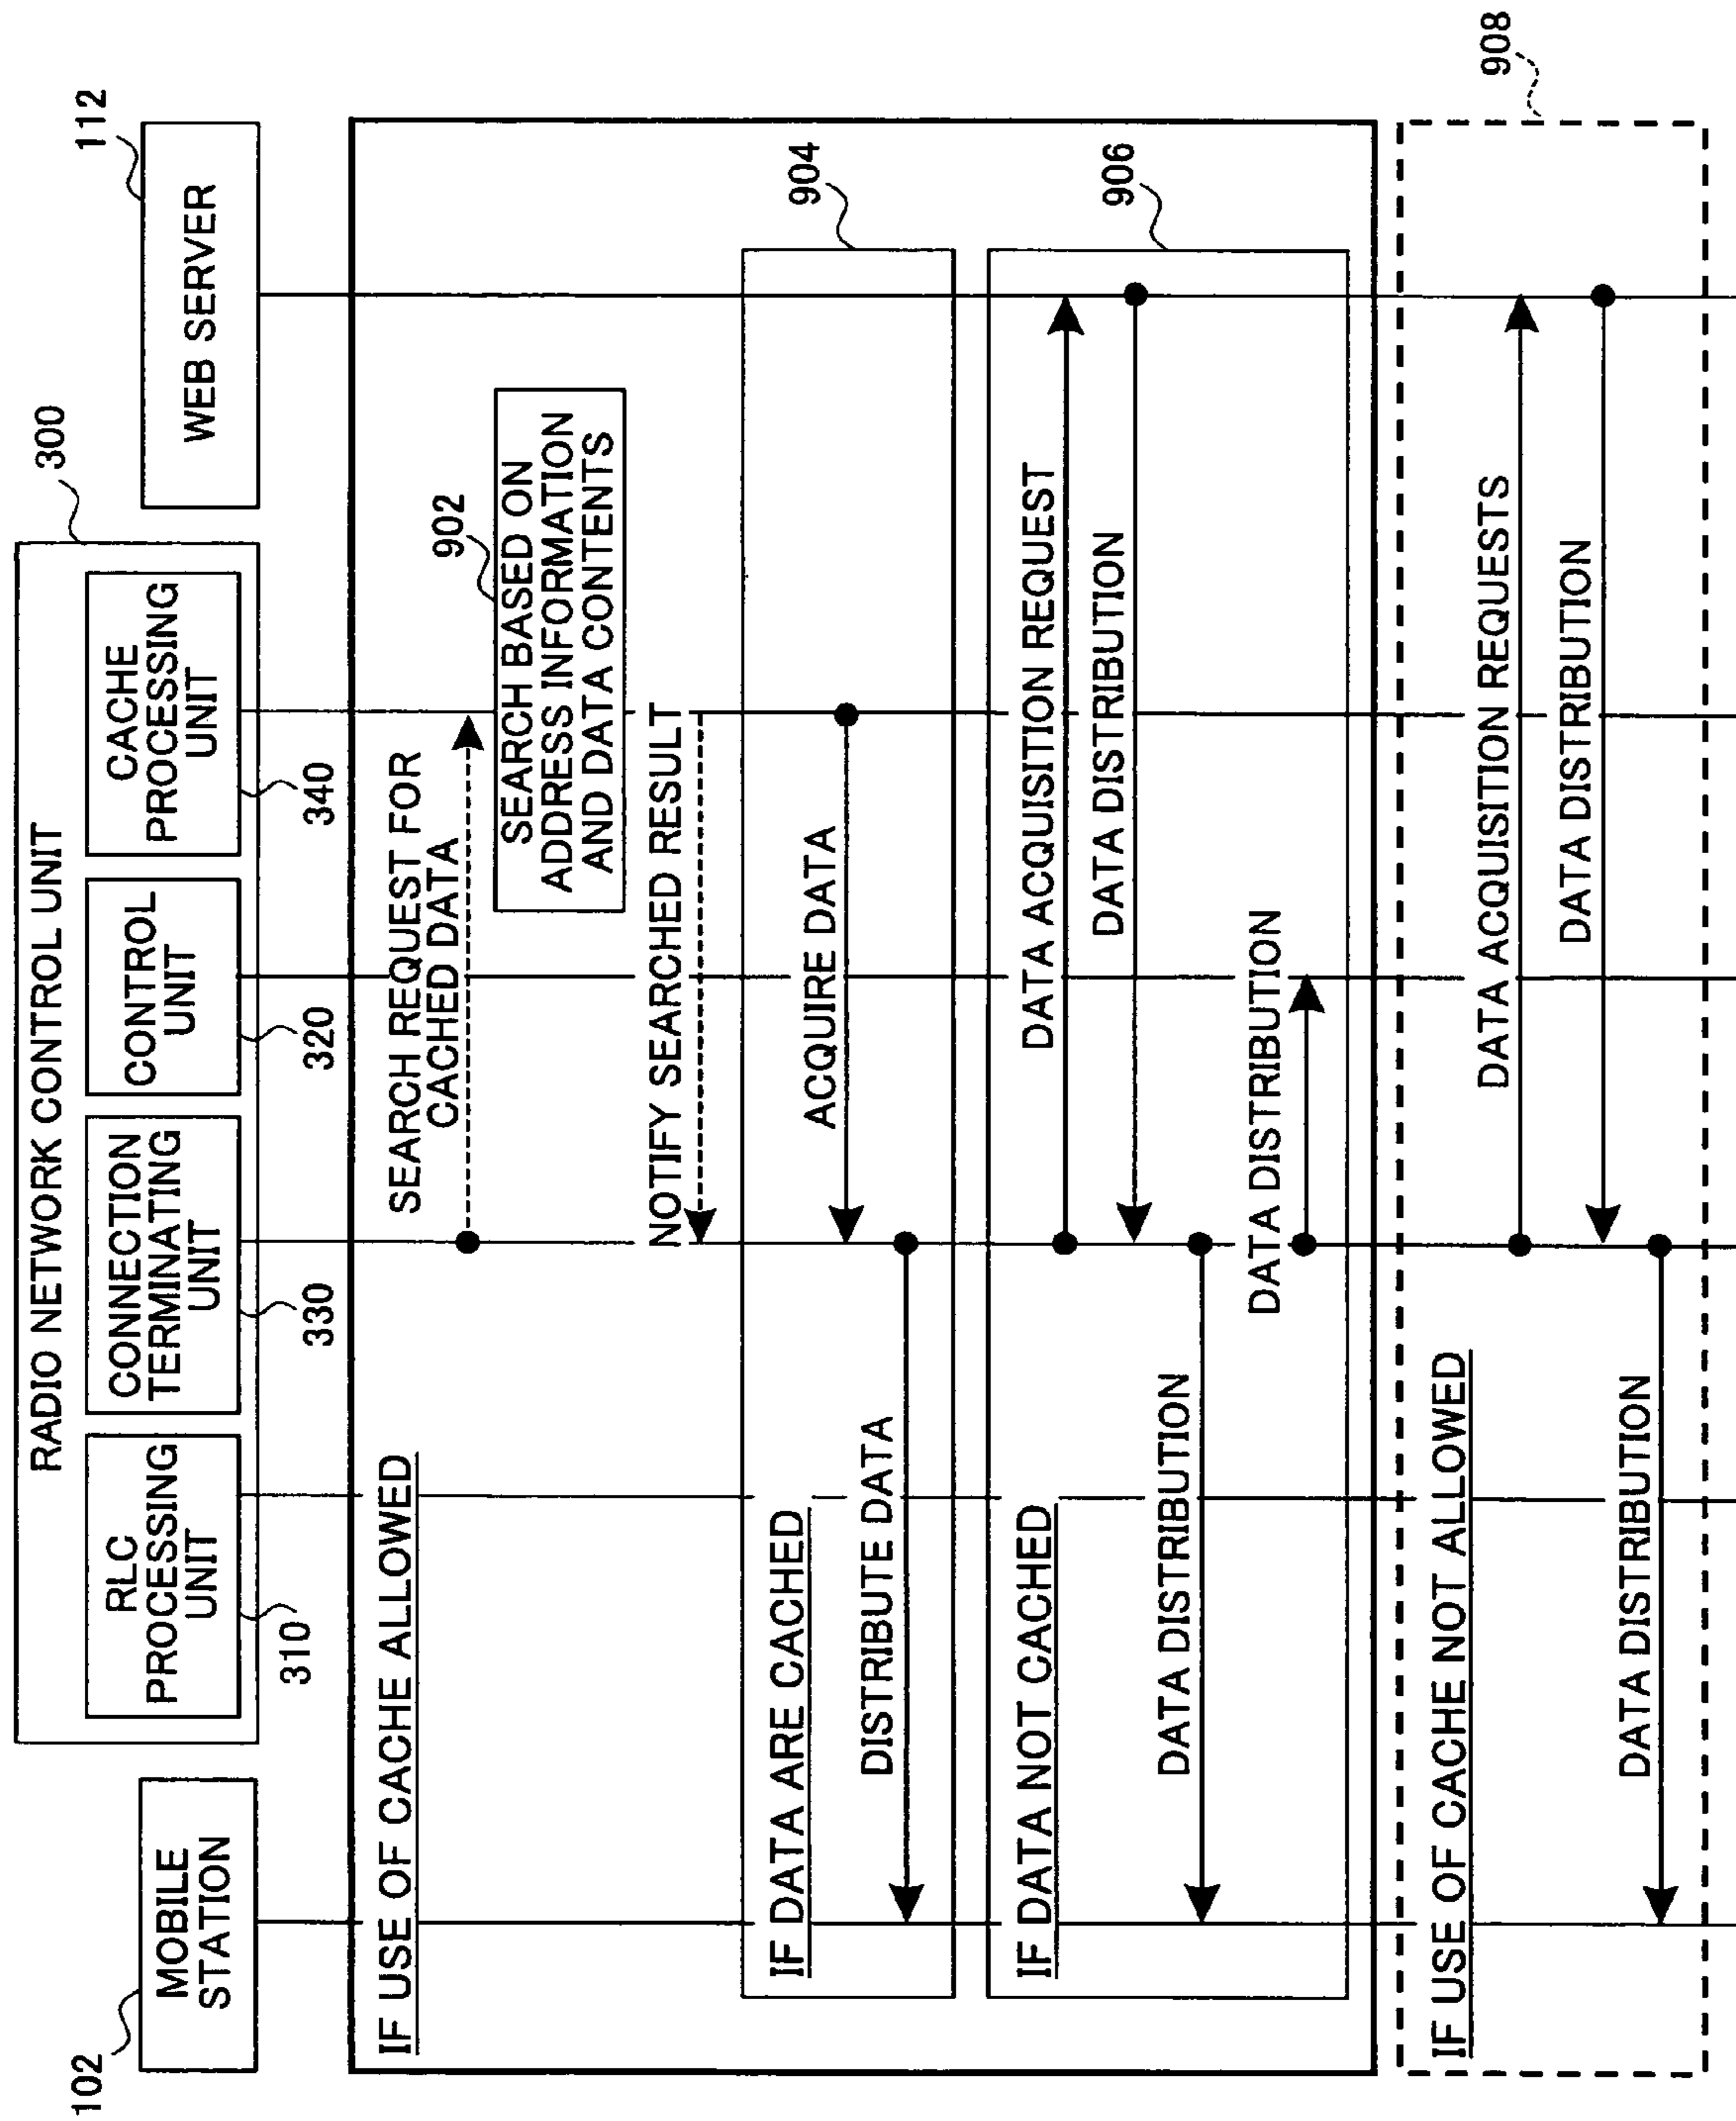 RADIO NETWORK CONTROL UNIT
300
112
102
MOBILE
STATION
RLC
PROCESSING
UNIT
CONNECTION
TERMINATING
UNIT
CONTROL
UNIT
CACHE
PROCESSING
UNIT
WEB SERVER
310
330
320
340
IF USE OF CACHE ALLOWED
SEARCH REQUEST FOR
CACHED DATA
902
SEARCH BASED ON
ADDRESS INFORMATION
AND DATA CONTENTS
NOTIFY SEARCHED RESULT
904
IF DATA ARE CACHED
ACQUIRE DATA
DISTRIBUTE DATA
906
IF DATA NOT CACHED
DATA ACQUISITION REQUEST
DATA DISTRIBUTION
DATA DISTRIBUTION
DATA DISTRIBUTION
908
IF USE OF CACHE NOT ALLOWED
DATA ACQUISITION REQUESTS
DATA DISTRIBUTION
DATA DISTRIBUTION